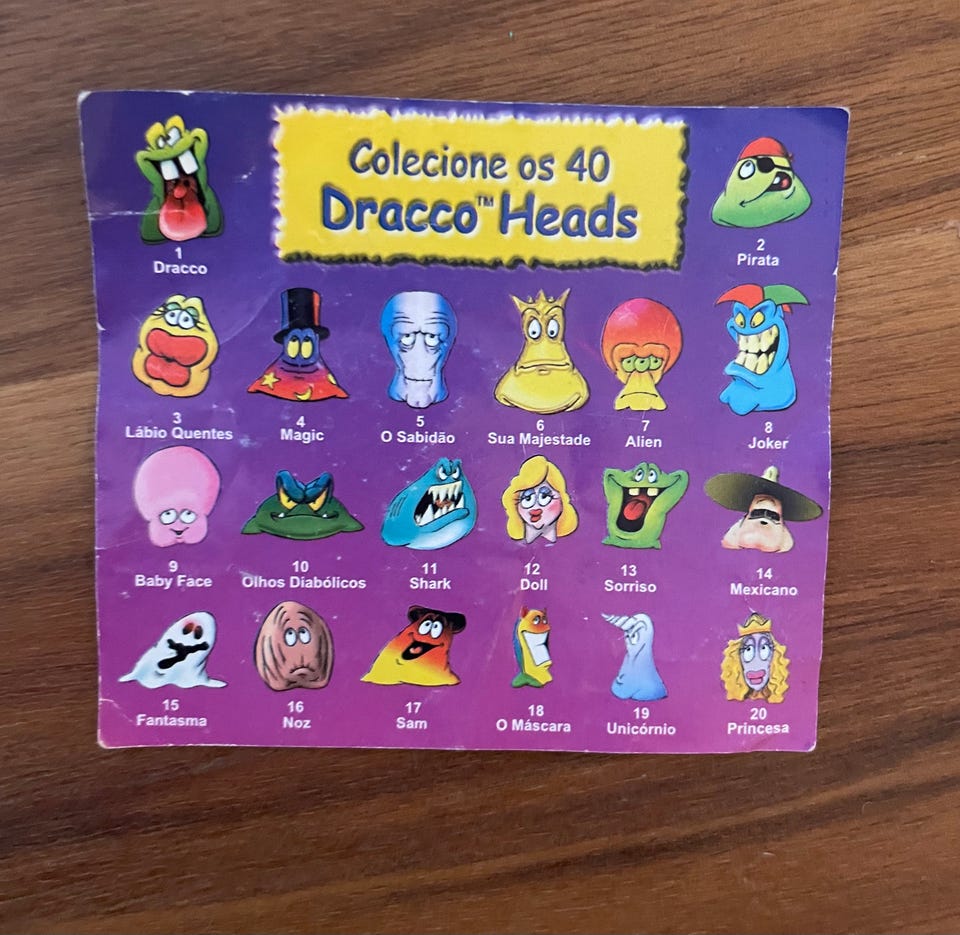 Colecione os 40
Dracco™ Heads
1
Dracco
2
Pirata
3
Lábio Quentes
4
Magic
5
O Sabidão
6
Sua Majestade
7
Alien
8
Joker
9
Baby Face
10
Olhos Diabólicos
11
Shark
12
Doll
13
Sorriso
14
Mexicano
15
Fantasma
16
Noz
17
Sam
18
O Máscara
19
Unicórnio
20
Princesa